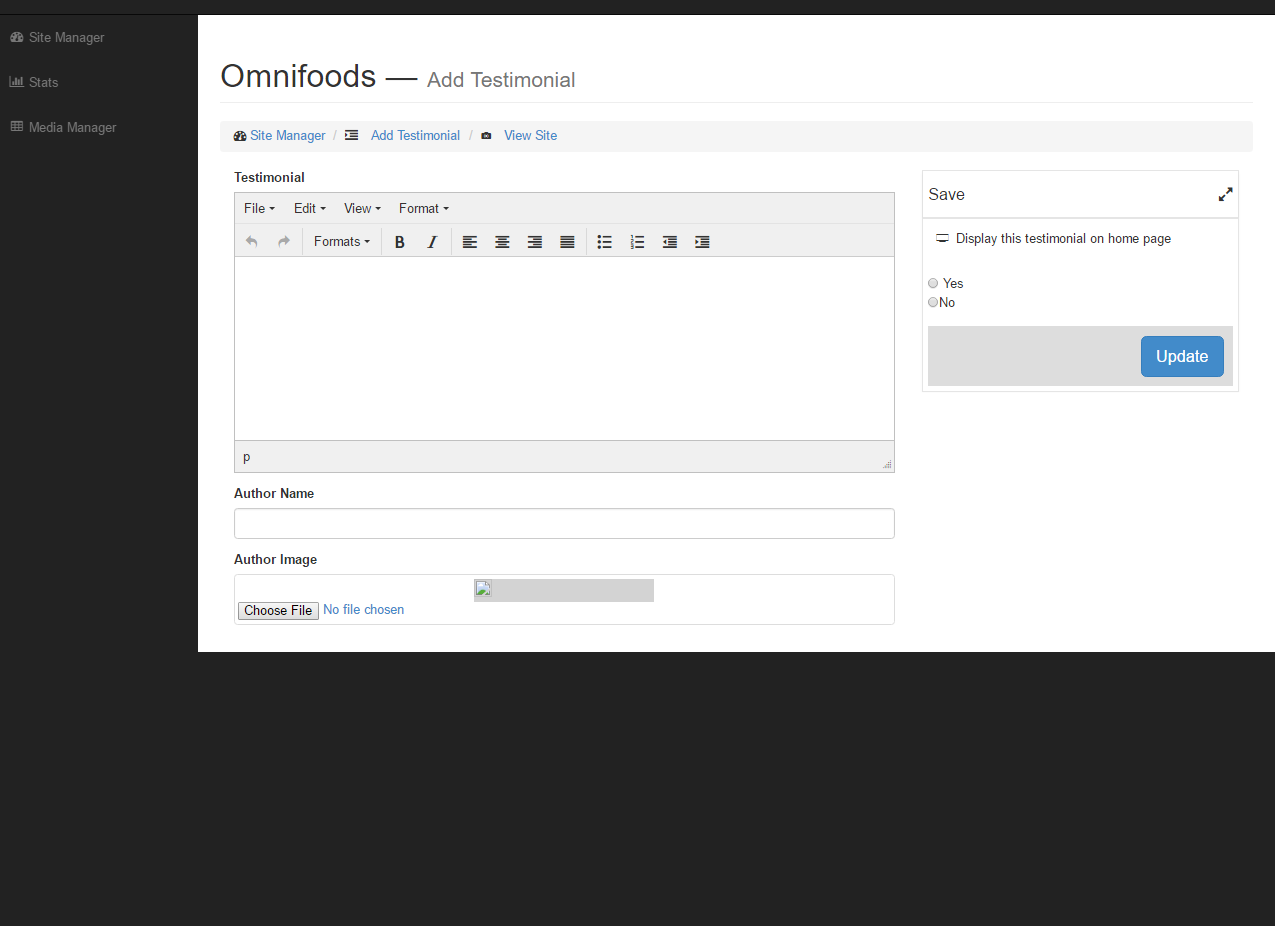 Site Manager
Stats
Media Manager
Omnifoods — Add Testimonial
Site Manager / Add Testimonial / View Site
Testimonial
File Edit View Format
Formats B I
p
Author Name
Author Image
Choose File No file chosen
Save
Display this testimonial on home page
Yes
No
Update